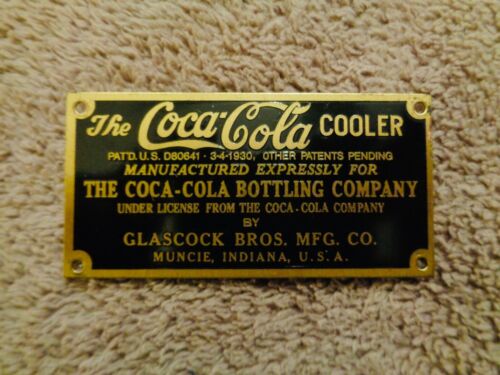 The Coca-Cola COOLER
PAT'D. U.S. D80641 · 3-4-1930, OTHER PATENTS PENDING
MANUFACTURED EXPRESSLY FOR
THE COCA-COLA BOTTLING COMPANY
UNDER LICENSE FROM THE COCA-COLA COMPANY
BY
GLASCOCK BROS. MFG. CO.
MUNCIE, INDIANA, U.S.A.